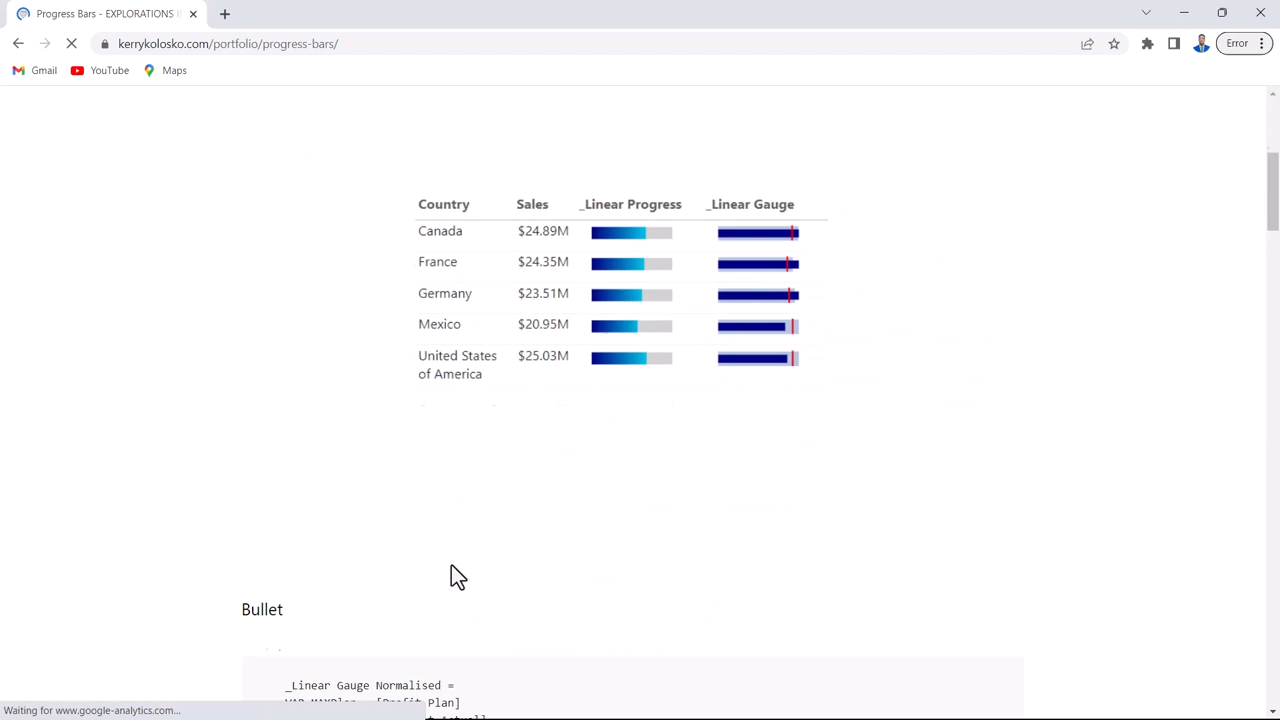 Progress Bars - EXPLORATIONS I
kerrykolosko.com/portfolio/progress-bars/
Error
Gmail YouTube Maps
Country Sales _Linear Progress _Linear Gauge
Canada $24.89M
France $24.35M
Germany $23.51M
Mexico $20.95M
United States $25.03M
of America
Bullet
_Linear Gauge Normalised =
Plan]
Waiting for www.google-analytics.com...